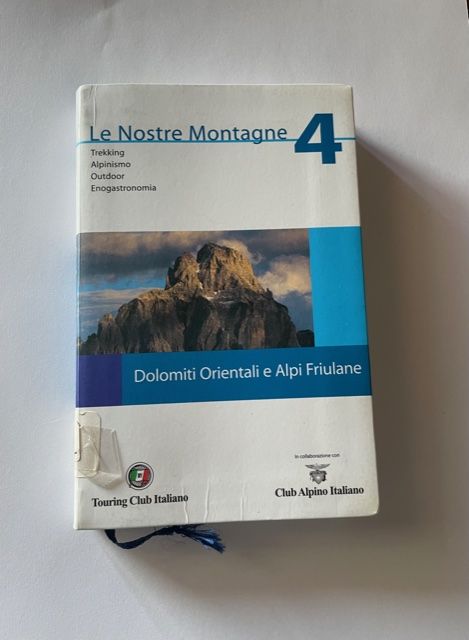 Le Nostre Montagne 4
Trekking
Alpinismo
Outdoor
Enogastronomia
Dolomiti Orientali e Alpi Friulane
Touring Club Italiano
In collaborazione con
Club Alpino Italiano